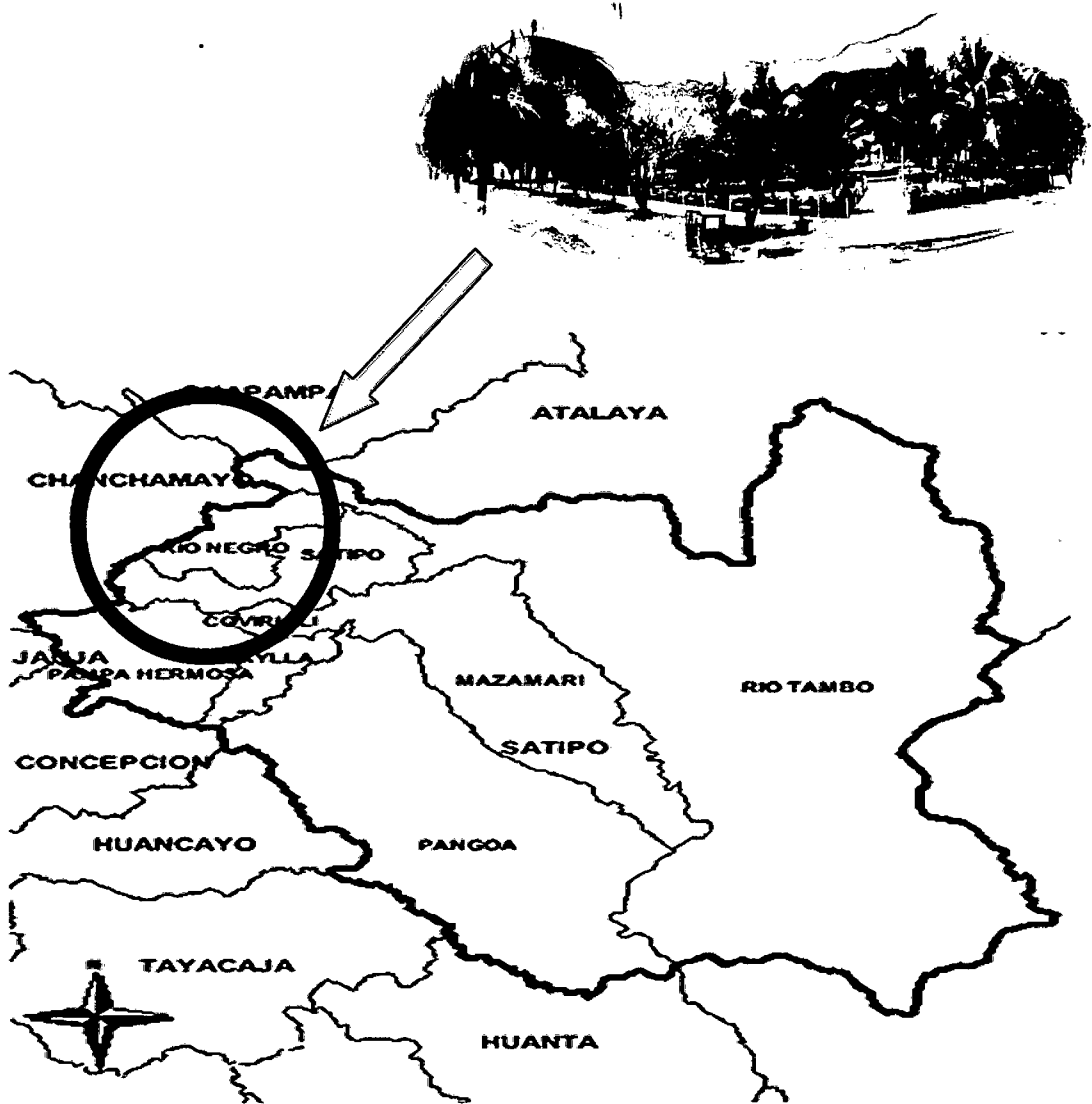 ATALAYA
CHANCHAMAYO
RIO NEGRO
SATIPO
JAUJA
PAMPA HERMOSA
MAZAMARI
RIO TAMBO
SATIPO
CONCEPCION
HUANCAYO
PANGOA
TAYACAJA
HUANTA